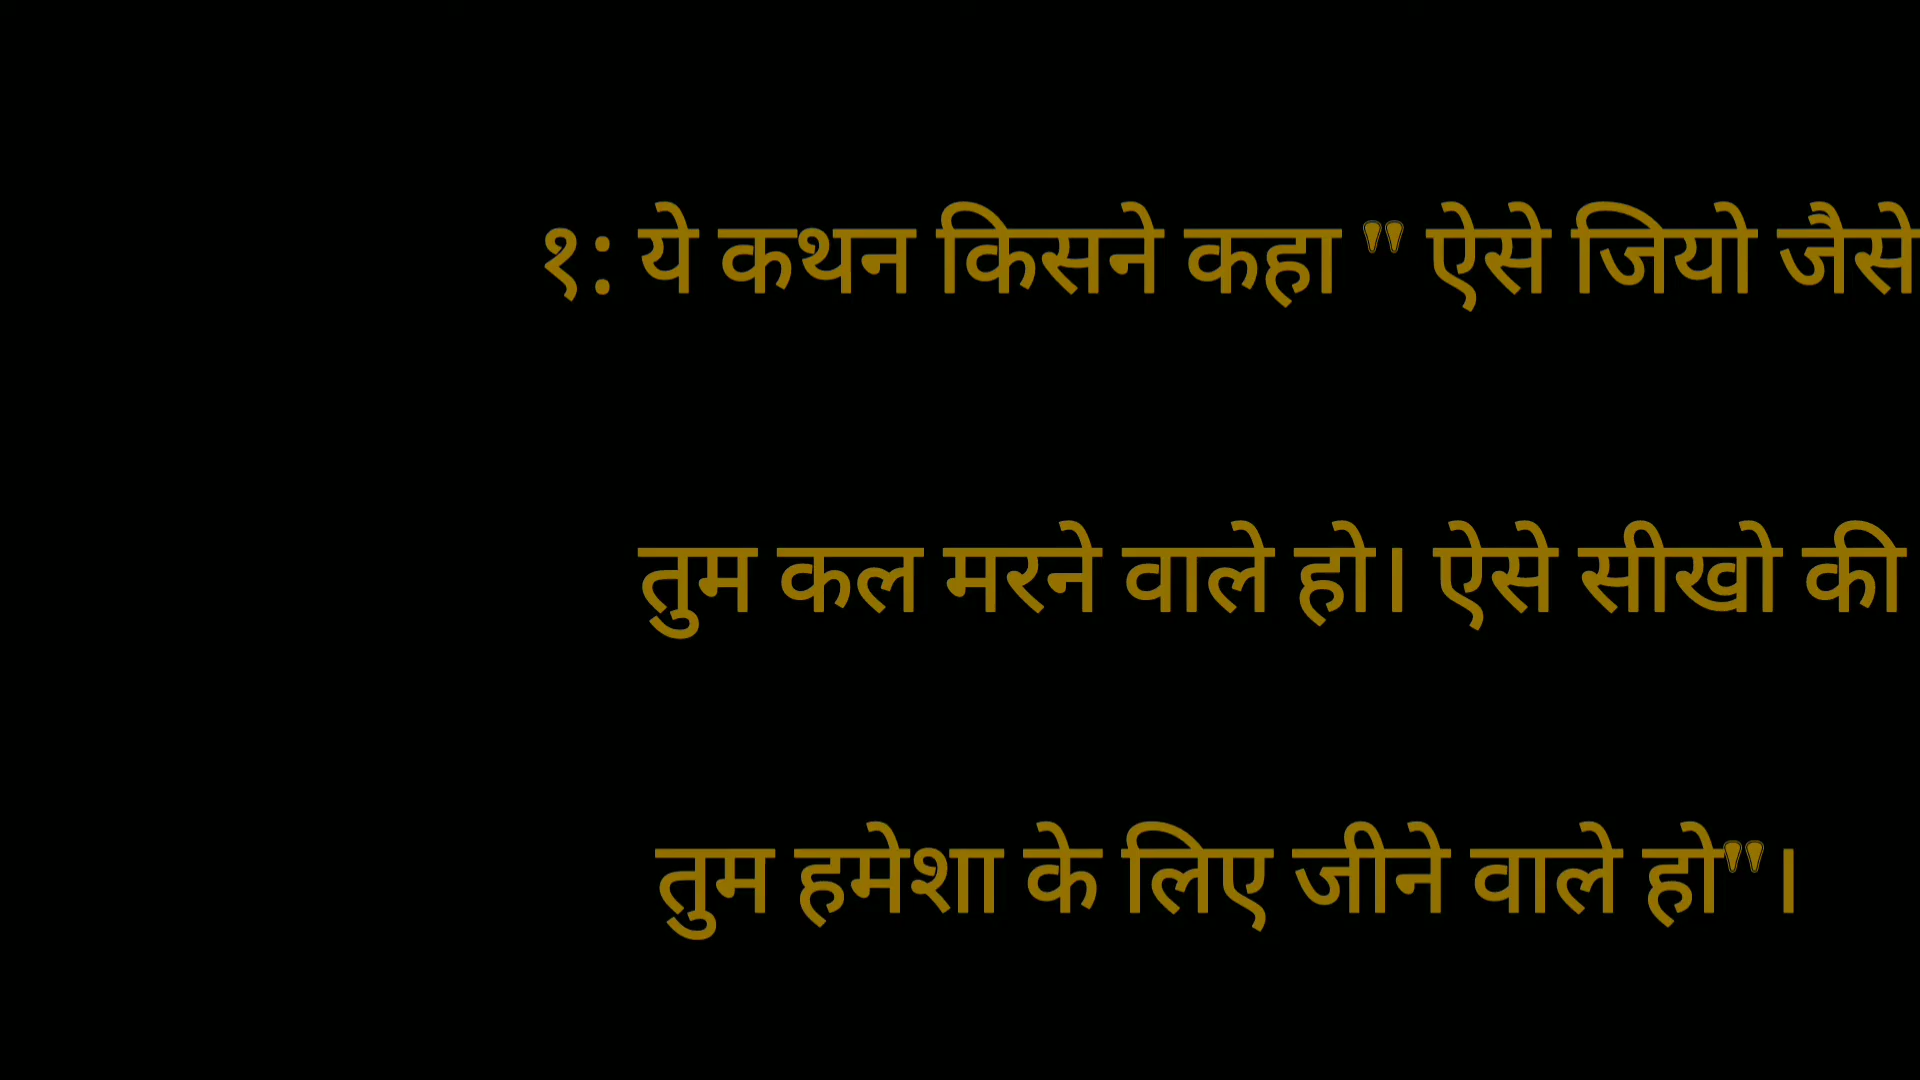 १: ये कथन किसने कहा " ऐसे जियो जैसे
तुम कल मरने वाले हो। ऐसे सीखो की
तुम हमेशा के लिए जीने वाले हो"।